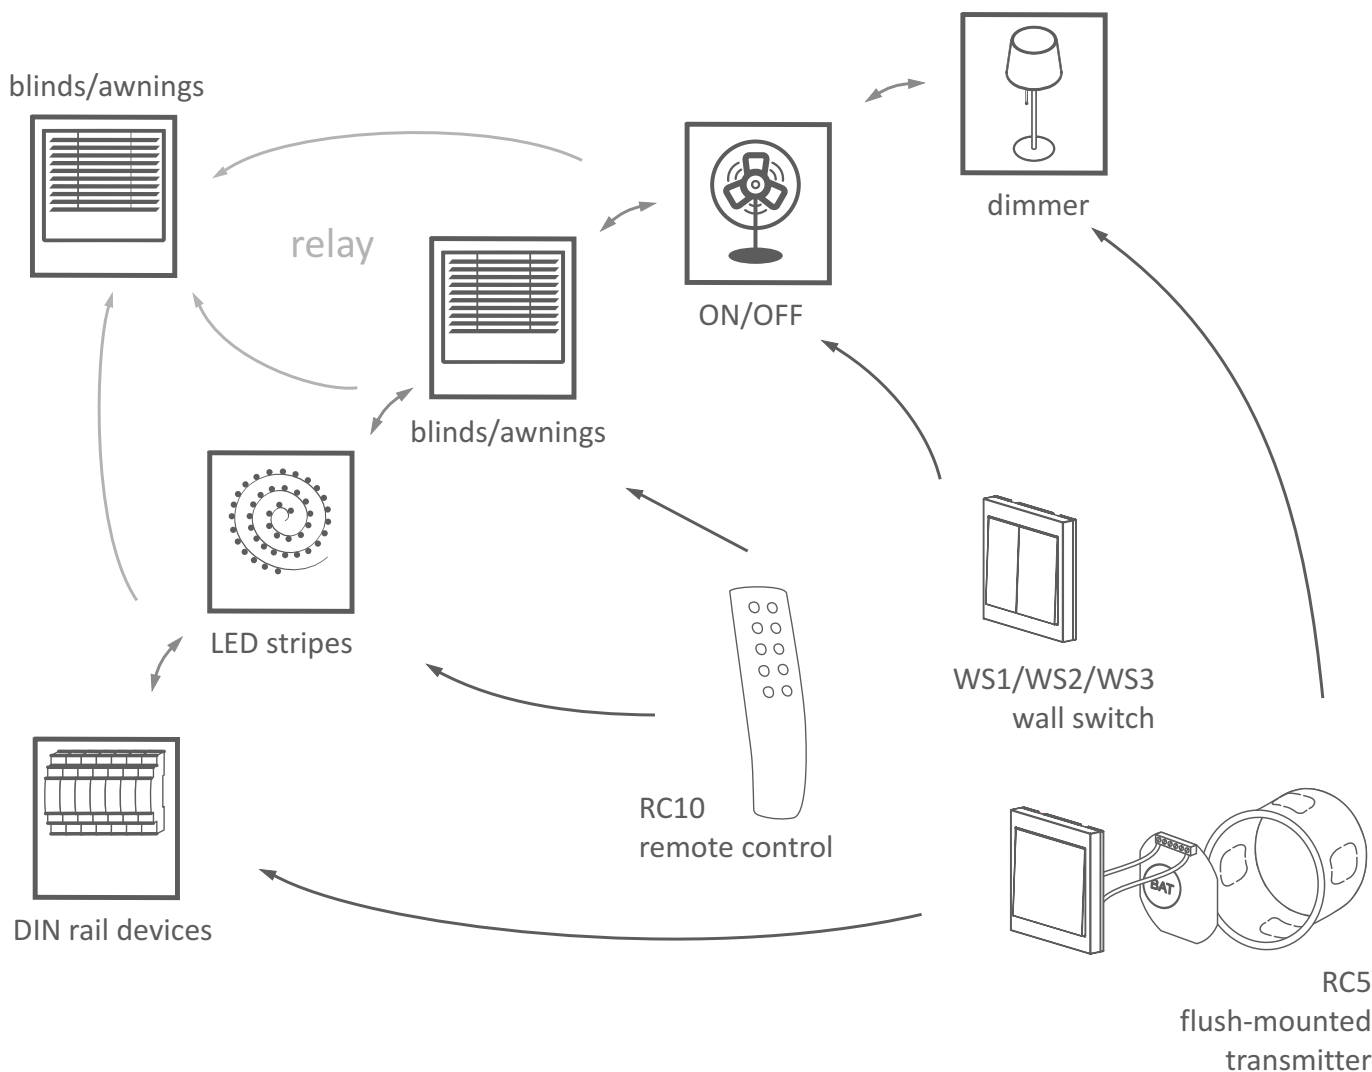 blinds/awnings
dimmer
relay
ON/OFF
blinds/awnings
LED stripes
WS1/WS2/WS3
wall switch
RC10
remote control
BAT
DIN rail devices
RC5
flush-mounted
transmitter